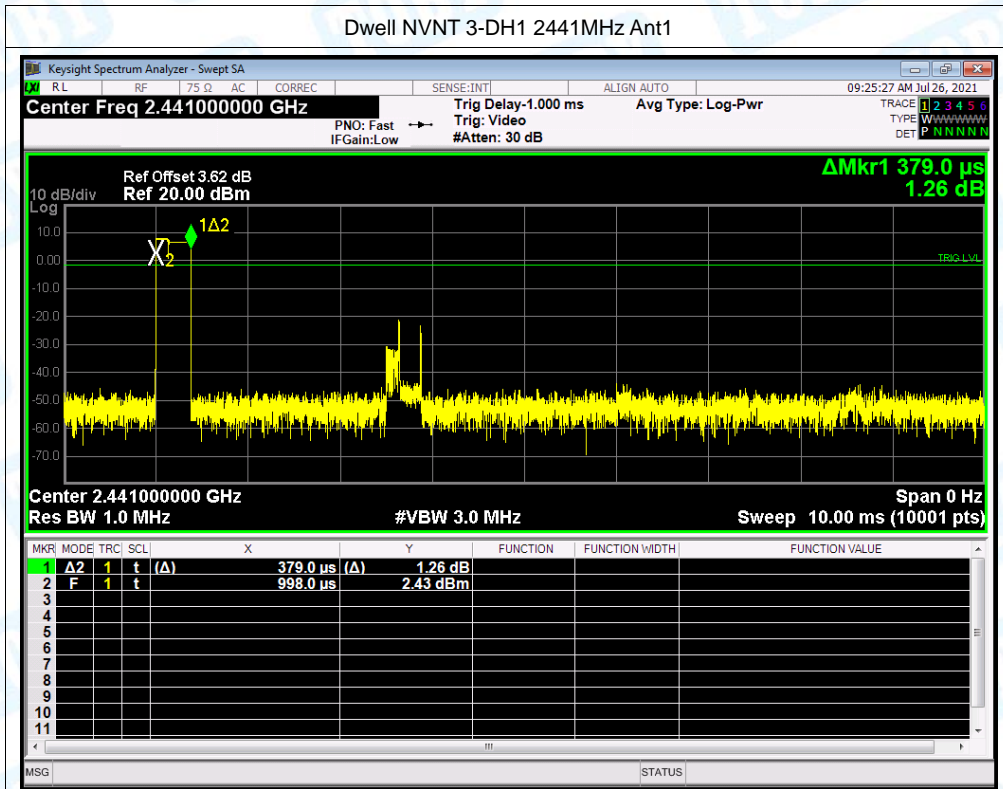 Dwell NVNT 3-DH1 2441MHz Ant1
Keysight Spectrum Analyzer - Swept SA
LXI RL RF 75 Ω AC CORREC SENSE:INT ALIGN AUTO 09:25:27 AM Jul 26, 2021
Center Freq 2.441000000 GHz
PNO: Fast
IFGain:Low
Trig Delay-1.000 ms
Trig: Video
#Atten: 30 dB
Avg Type: Log-Pwr
TRACE 1 2 3 4 5 6
TYPE WWWWWW
DET P N N N N N
ΔMkr1 379.0 µs
1.26 dB
Ref Offset 3.62 dB
10 dB/div Ref 20.00 dBm
Log
10.0
0.00
-10.0
-20.0
-30.0
-40.0
-50.0
-60.0
-70.0
1Δ2
X2
TRIG LVL
Center 2.441000000 GHz Span 0 Hz
Res BW 1.0 MHz #VBW 3.0 MHz Sweep 10.00 ms (10001 pts)
MKR MODE TRC SCL X Y FUNCTION FUNCTION WIDTH FUNCTION VALUE
1 Δ2 1 t (Δ) 379.0 µs (Δ) 1.26 dB
2 F 1 t 998.0 µs 2.43 dBm
3
4
5
6
7
8
9
10
11
MSG STATUS